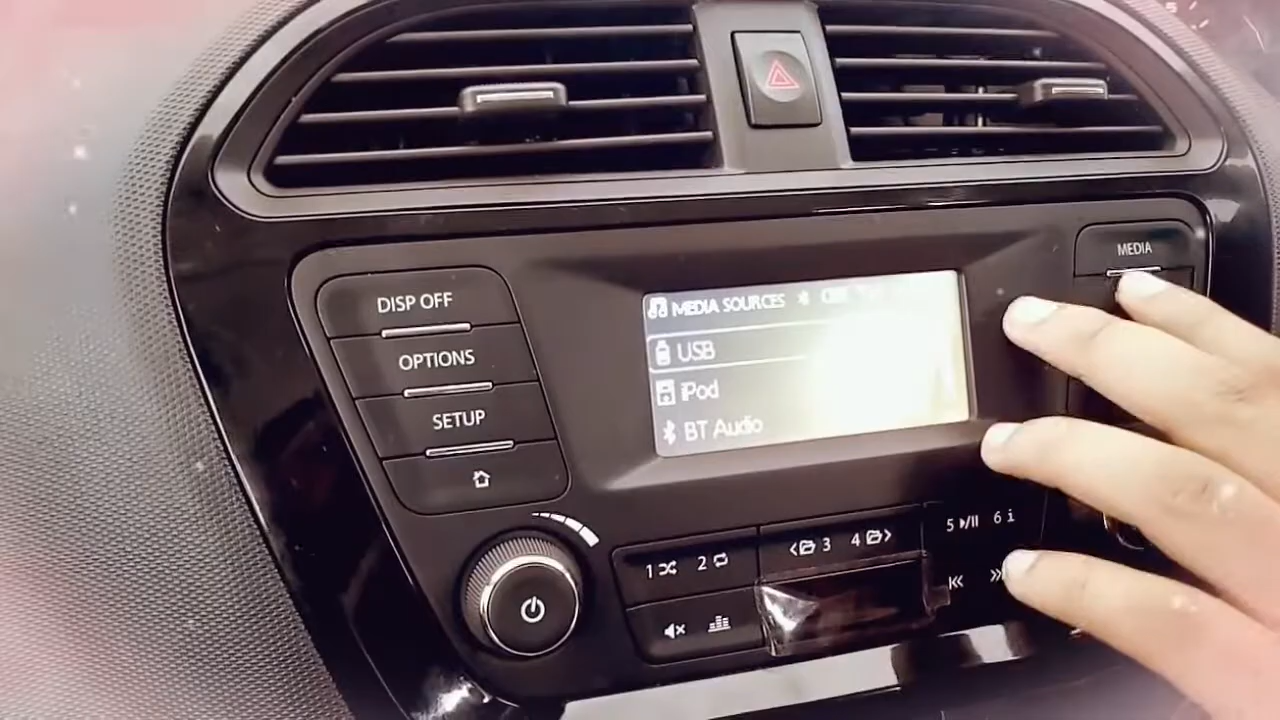 MEDIA
DISP OFF
OPTIONS
SETUP
MEDIA SOURCES
USB
iPod
BT Audio
1 2
3 4
5 6 i